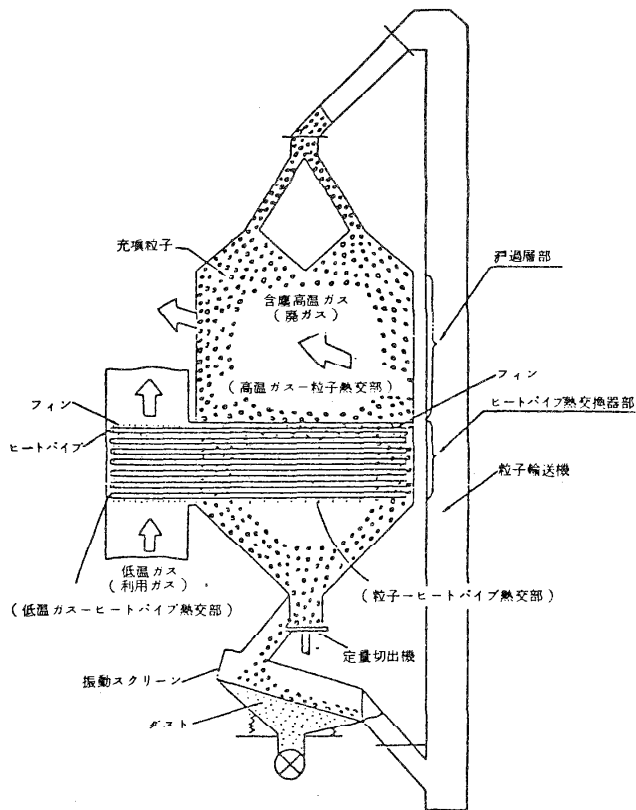 充填粒子
沪過層部
含塵高温ガス
(廃ガス)
(高温ガス−粒子熱交部)
フィン
フィン
ヒートパイプ熱交換器部
ヒートパイプ
粒子輸送機
低温ガス
(利用ガス)
(低温ガス−ヒートパイプ熱交部)
(粒子−ヒートパイプ熱交部)
定量切出機
振動スクリーン
ダスト